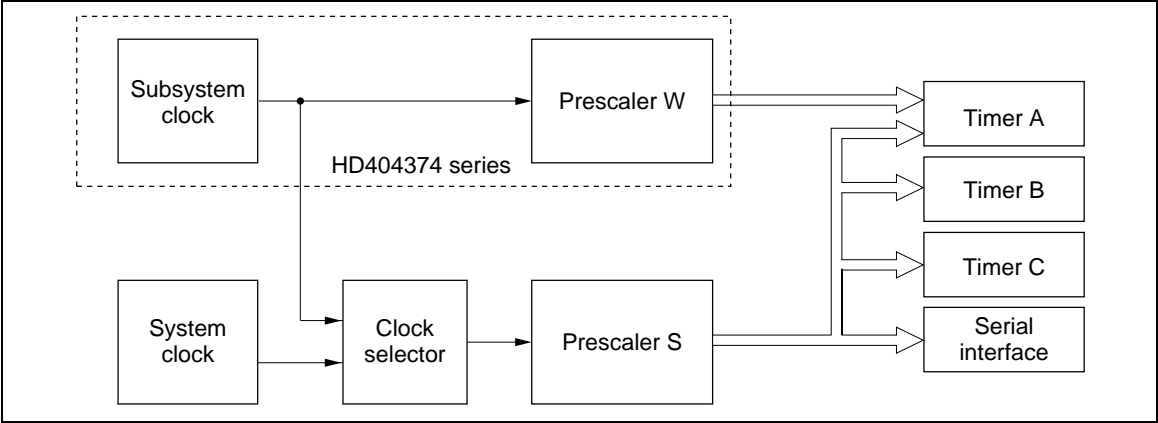 Subsystem
clock
Prescaler W
Timer A
HD404374 series
Timer B
Timer C
System
clock
Clock
selector
Prescaler S
Serial
interface